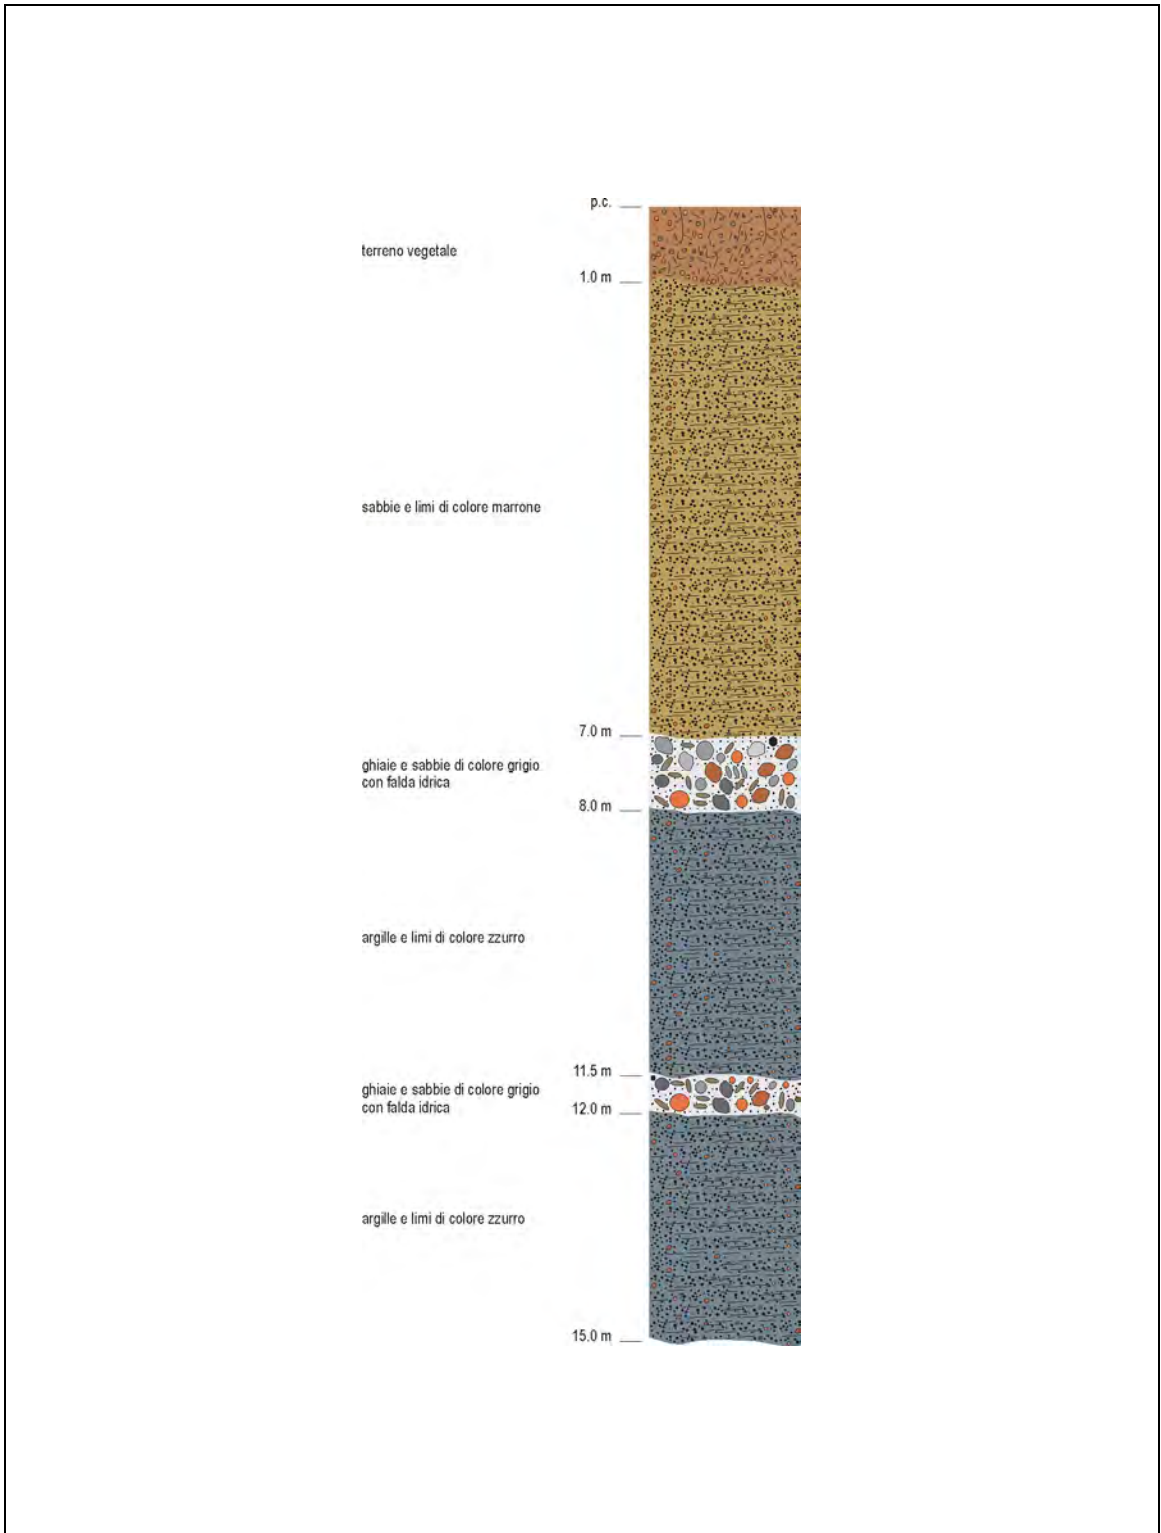 p.c.
terreno vegetale
1.0 m
sabbie e limi di colore marrone
7.0 m
ghiaie e sabbie di colore grigio
con falda idrica
8.0 m
argille e limi di colore zzurro
11.5 m
ghiaie e sabbie di colore grigio
con falda idrica
12.0 m
argille e limi di colore zzurro
15.0 m